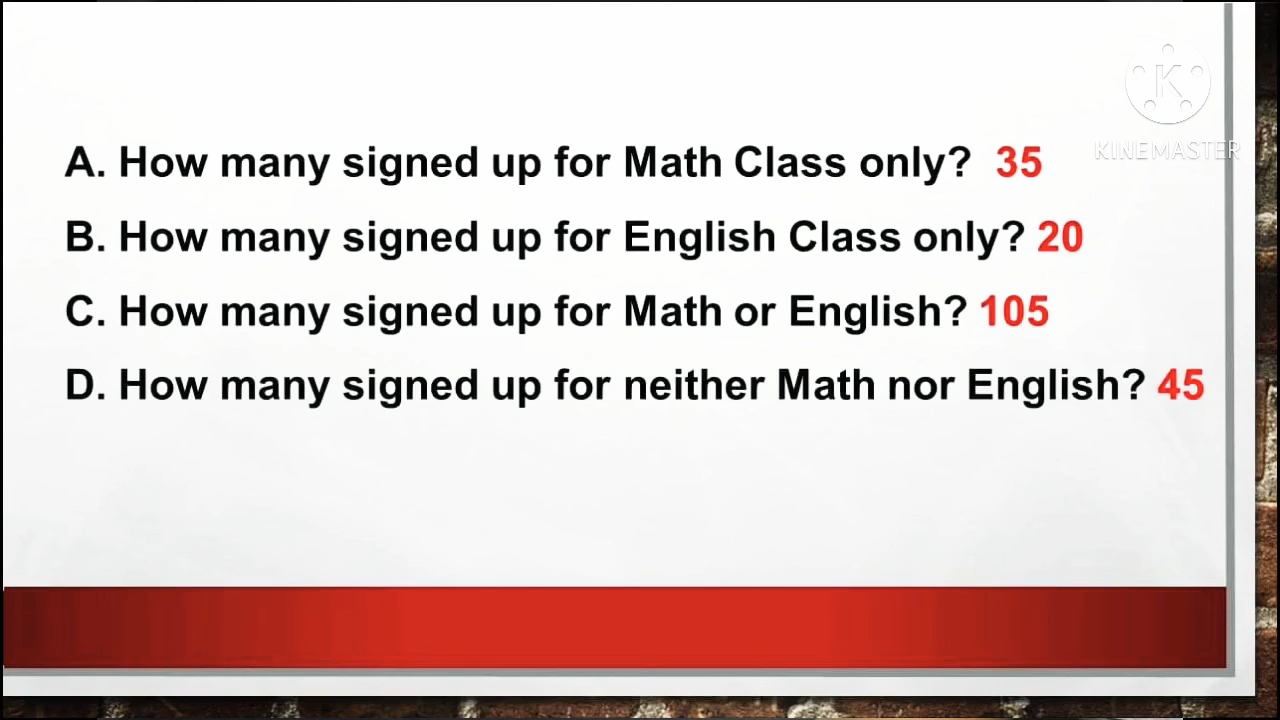 K
KINEMASTER
A. How many signed up for Math Class only? 35
B. How many signed up for English Class only? 20
C. How many signed up for Math or English? 105
D. How many signed up for neither Math nor English? 45